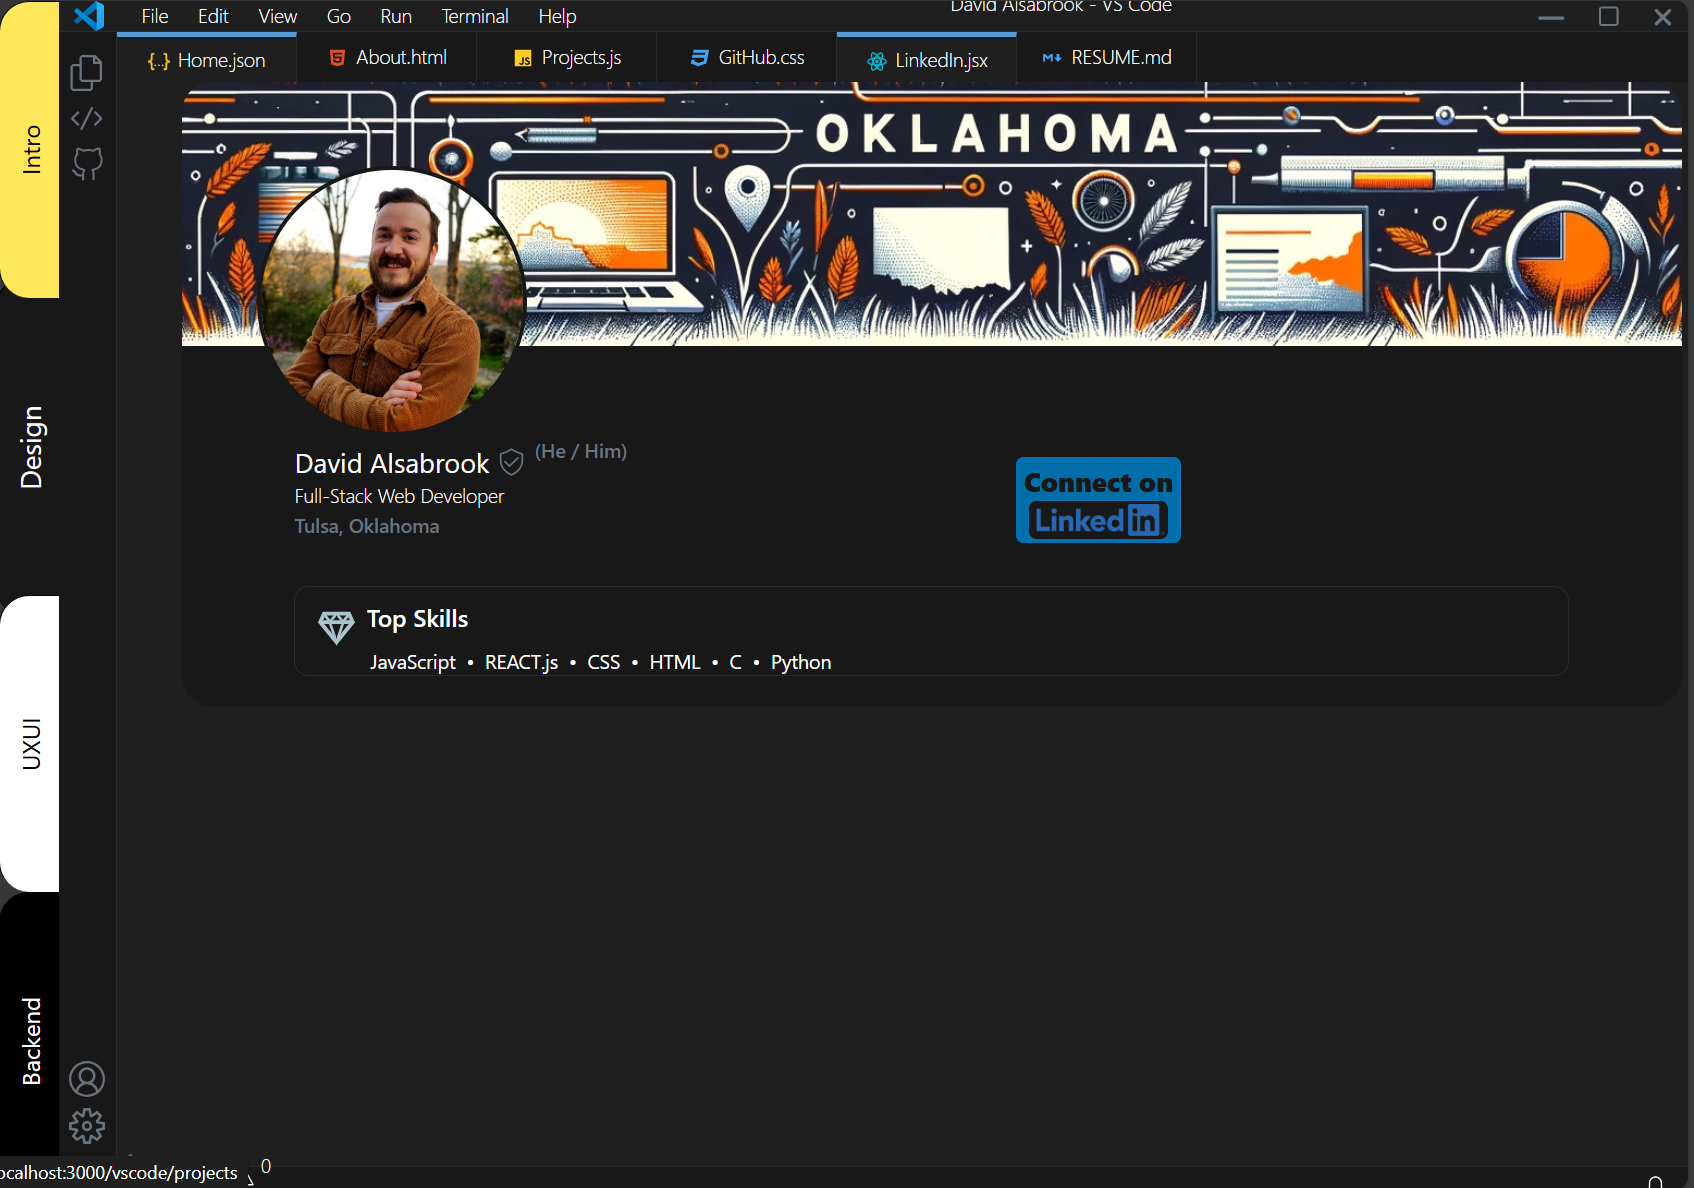 File Edit View Go Run Terminal Help
David Alsabrook - VS Code
{..} Home.json
About.html
JS Projects.js
GitHub.css
LinkedIn.jsx
RESUME.md
Intro
Design
UXUI
Backend
OKLAHOMA
David Alsabrook (He / Him)
Full-Stack Web Developer
Tulsa, Oklahoma
Connect on
Linkedin
Top Skills
JavaScript • REACT.js • CSS • HTML • C • Python
ocalhost:3000/vscode/projects
0